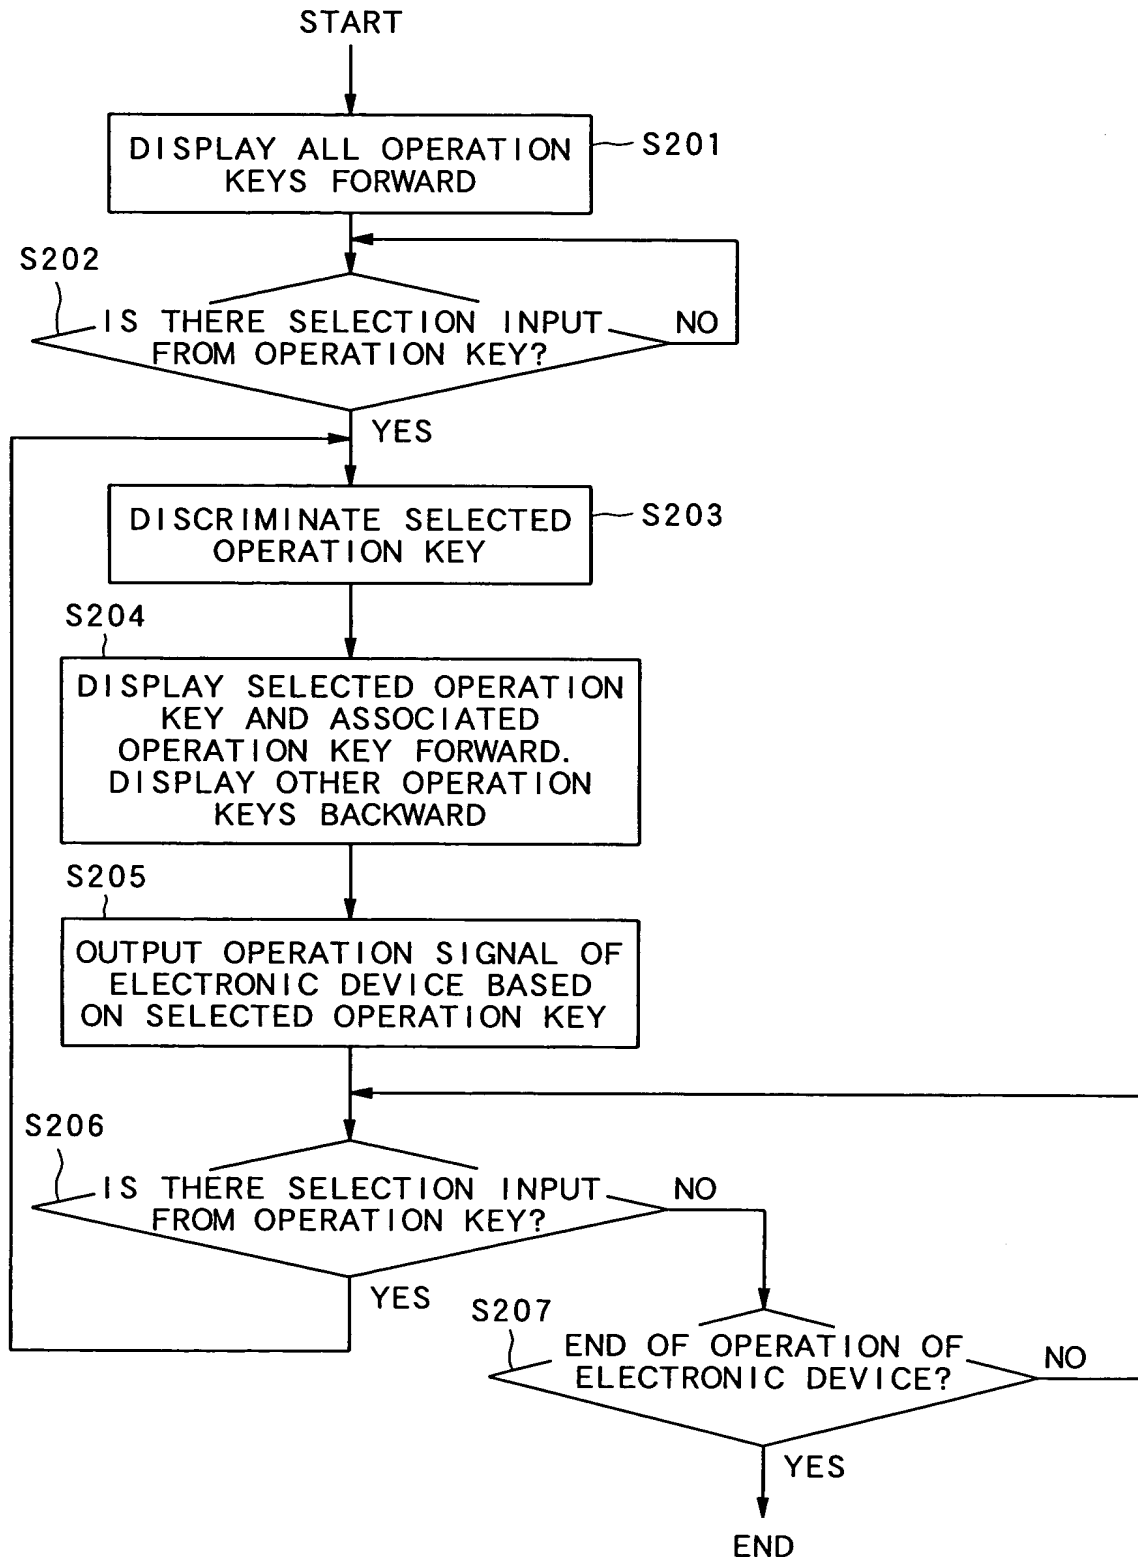 START
DISPLAY ALL OPERATION
KEYS FORWARD
S201
S202
IS THERE SELECTION INPUT
FROM OPERATION KEY?
NO
YES
DISCRIMINATE SELECTED
OPERATION KEY
S203
S204
DISPLAY SELECTED OPERATION
KEY AND ASSOCIATED
OPERATION KEY FORWARD.
DISPLAY OTHER OPERATION
KEYS BACKWARD
S205
OUTPUT OPERATION SIGNAL OF
ELECTRONIC DEVICE BASED
ON SELECTED OPERATION KEY
S206
IS THERE SELECTION INPUT
FROM OPERATION KEY?
NO
YES
S207
END OF OPERATION OF
ELECTRONIC DEVICE?
NO
YES
END